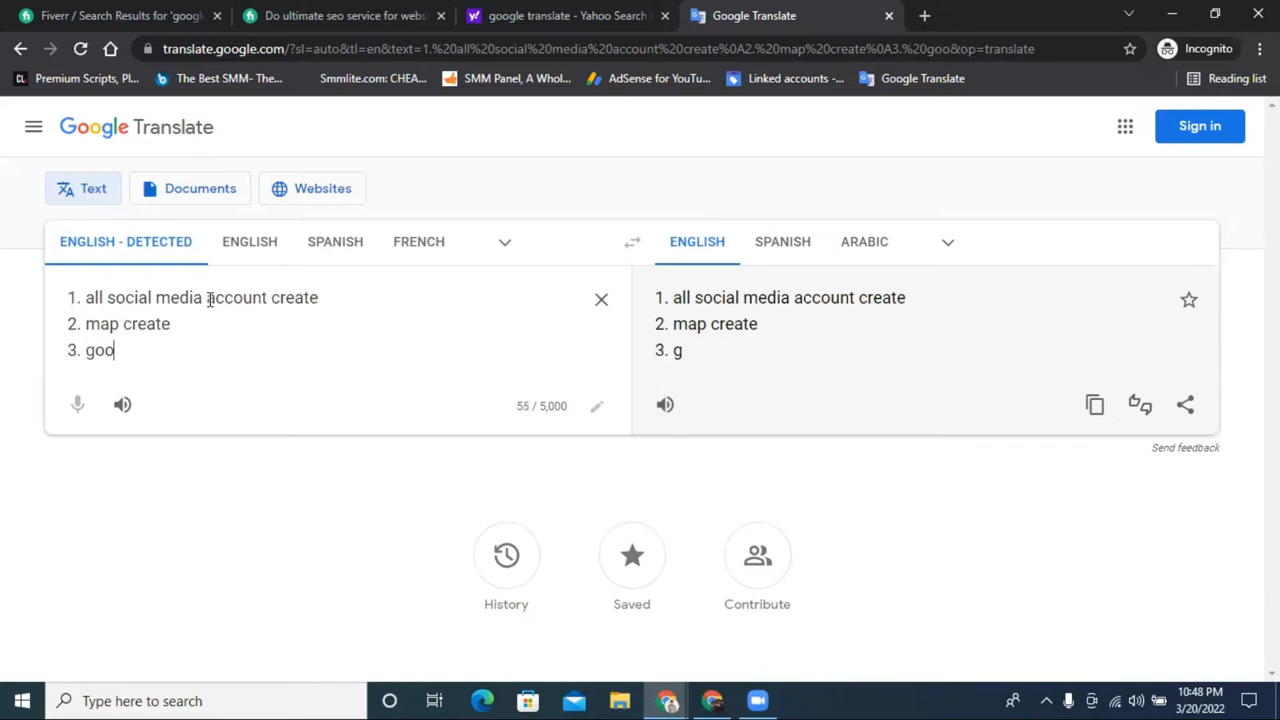 Fiverr / Search Results for 'google
Do ultimate seo service for webs
google translate - Yahoo Search
Google Translate
translate.google.com/?sl=auto&tl=en&text=1.%20all%20social%20media%20account%20create%0A2.%20map%20create%0A3.%20goo&op=translate
Incognito
CL Premium Scripts, Pl...
The Best SMM- The...
Smmlite.com: CHEA...
SMM Panel, A Whol...
AdSense for YouTu...
Linked accounts -...
Google Translate
Reading list
Google Translate
Sign in
Text
Documents
Websites
ENGLISH - DETECTED
ENGLISH
SPANISH
FRENCH
ENGLISH
SPANISH
ARABIC
1. all social media account create
2. map create
3. goo
55 / 5,000
1. all social media account create
2. map create
3. g
Send feedback
History
Saved
Contribute
Type here to search
10:48 PM
3/20/2022